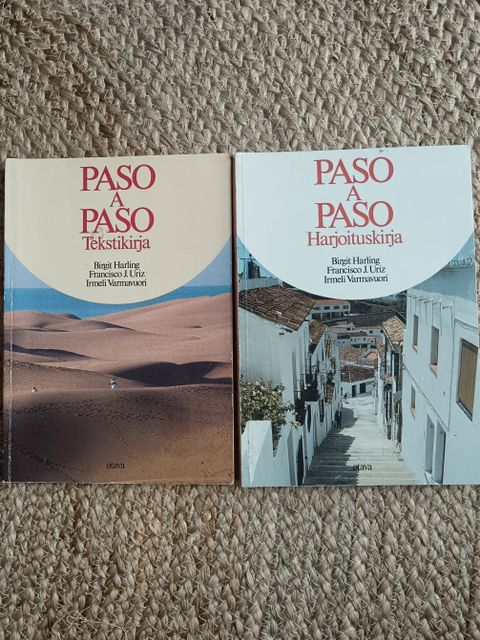 PASO
A
PASO
Tekstikirja
Birgit Harling
Francisco J. Uriz
Irmeli Varmavuori
otava
PASO
A
PASO
Harjoituskirja
Birgit Harling
Francisco J. Uriz
Irmeli Varmavuori
otava